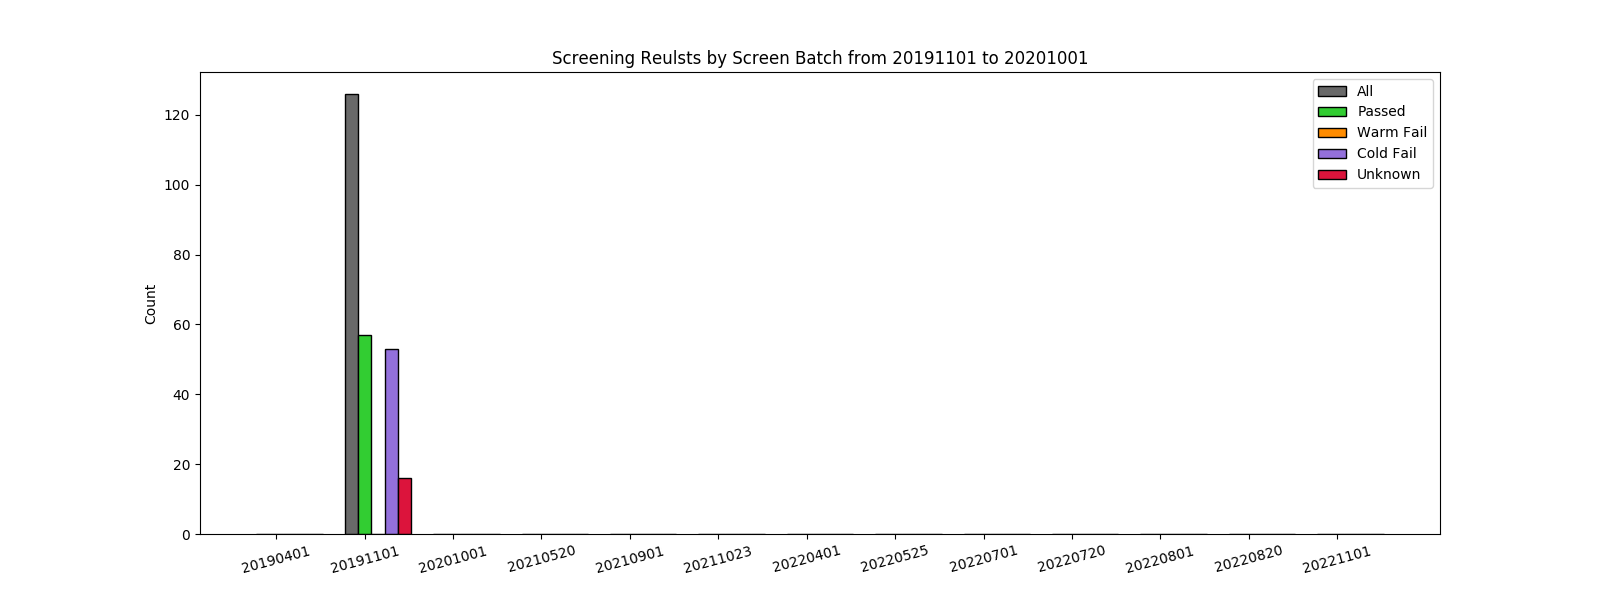 Screening Reulsts by Screen Batch from 20191101 to 20201001
All
Passed
Warm Fail
Cold Fail
Unknown
Count
120
100
80
60
40
20
0
20190401 20191101 20201001 20210520 20210901 20211023 20220401 20220525 20220701 20220720 20220801 20220820 20221101